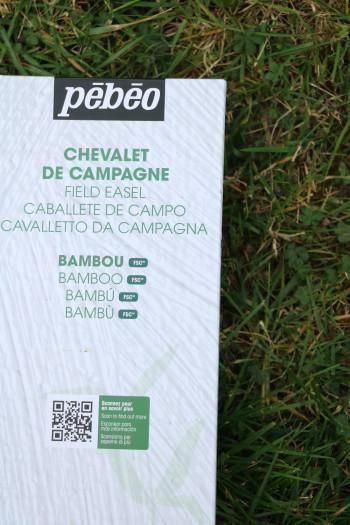 pēbēo
CHEVALET
DE CAMPAGNE
FIELD EASEL
CABALLETE DE CAMPO
CAVALLETTO DA CAMPAGNA
BAMBOU FSC®
BAMBOO FSC®
BAMBÚ FSC®
BAMBÙ FSC®
Scannez pour
en savoir plus
Scan to find out more
Escanear para
más información
Scansiona per
saperne di più